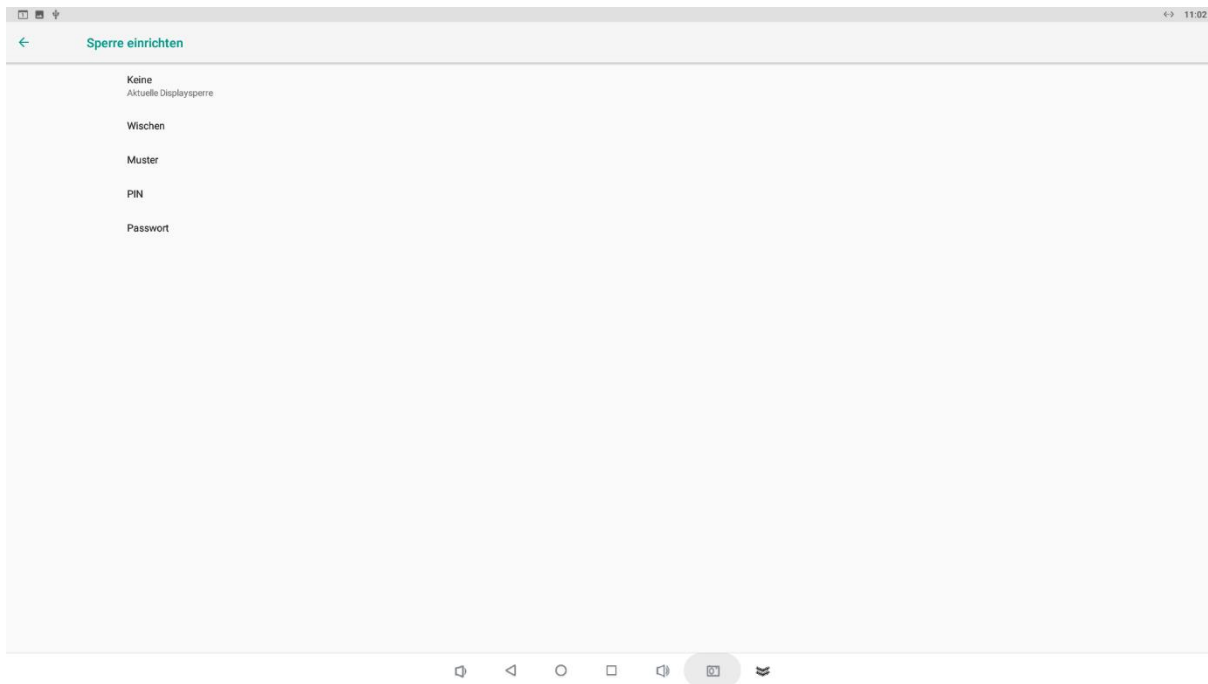 11:02
Sperre einrichten
Keine
Aktuelle Displaysperre
Wischen
Muster
PIN
Passwort